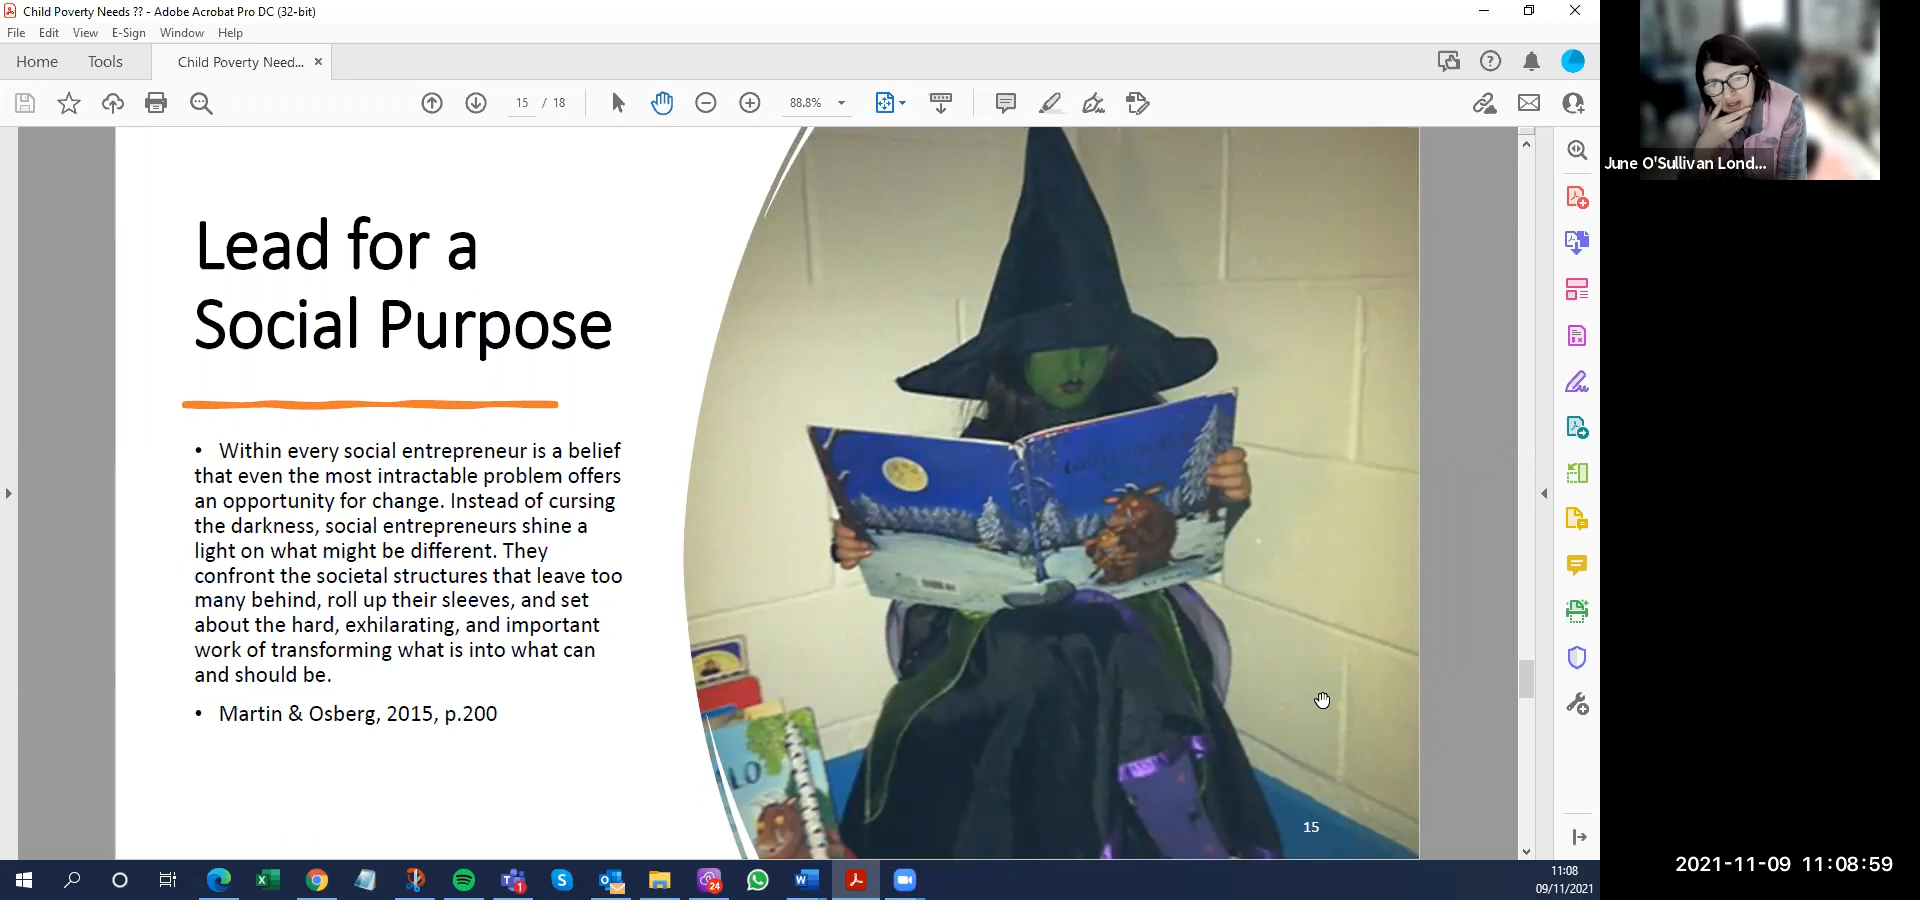 Child Poverty Needs ?? - Adobe Acrobat Pro DC (32-bit)
File Edit View E-Sign Window Help
Home Tools Child Poverty Need... ×
15 / 18 88.8%
June O'Sullivan Lond...
Lead for a
Social Purpose
• Within every social entrepreneur is a belief
that even the most intractable problem offers
an opportunity for change. Instead of cursing
the darkness, social entrepreneurs shine a
light on what might be different. They
confront the societal structures that leave too
many behind, roll up their sleeves, and set
about the hard, exhilarating, and important
work of transforming what is into what can
and should be.
• Martin & Osberg, 2015, p.200
LO
15
1
24
11:08
09/11/2021
2021-11-09 11:08:59